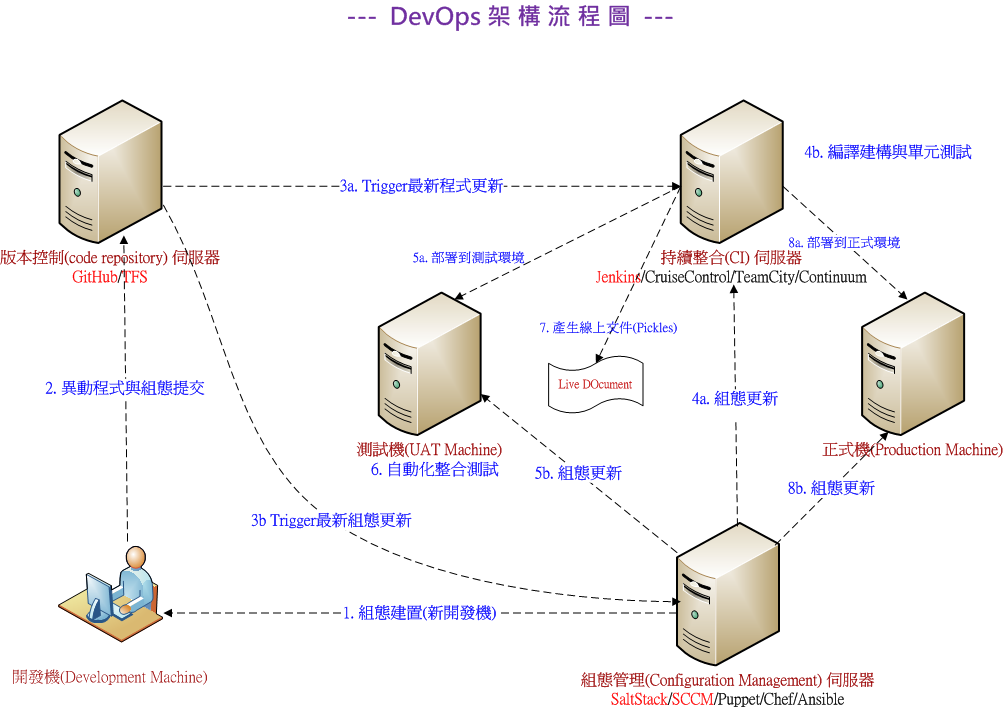 --- DevOps 架 構 流 程 圖 ---
4b. 編譯建構與單元測試
3a. Trigger最新程式更新
8a. 部署到正式環境
版本控制(code repository) 伺服器
GitHub/TFS
5a. 部署到測試環境
持續整合(CI) 伺服器
Jenkins/CruiseControl/TeamCity/Continuum
7. 產生線上文件(Pickles)
Live DOcument
2. 異動程式與組態提交
4a. 組態更新
測試機(UAT Machine)
6. 自動化整合測試
正式機(Production Machine)
5b. 組態更新
8b. 組態更新
3b Trigger最新組態更新
1. 組態建置(新開發機)
開發機(Development Machine)
組態管理(Configuration Management) 伺服器
SaltStack/SCCM/Puppet/Chef/Ansible